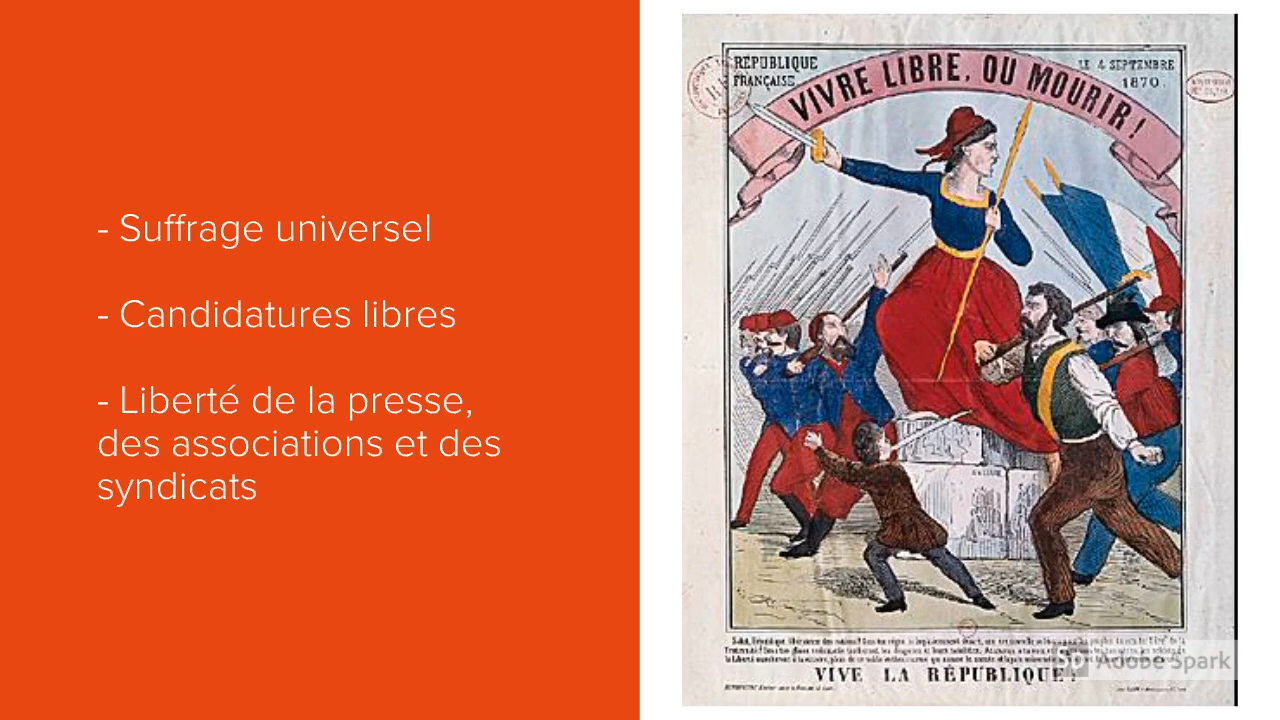 - Suffrage universel
- Candidatures libres
- Liberté de la presse,
des associations et des
syndicats
RÉPUBLIQUE
FRANÇAISE
LE 4 SEPTEMBRE
1870.
VIVRE LIBRE, OU MOURIR!
VIVE LA RÉPUBLIQUE!
Sp Adobe Spark